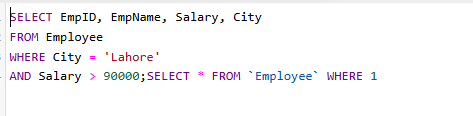 SELECT EmpID, EmpName, Salary, City
FROM Employee
WHERE City = 'Lahore'
AND Salary > 90000;SELECT * FROM `Employee` WHERE 1